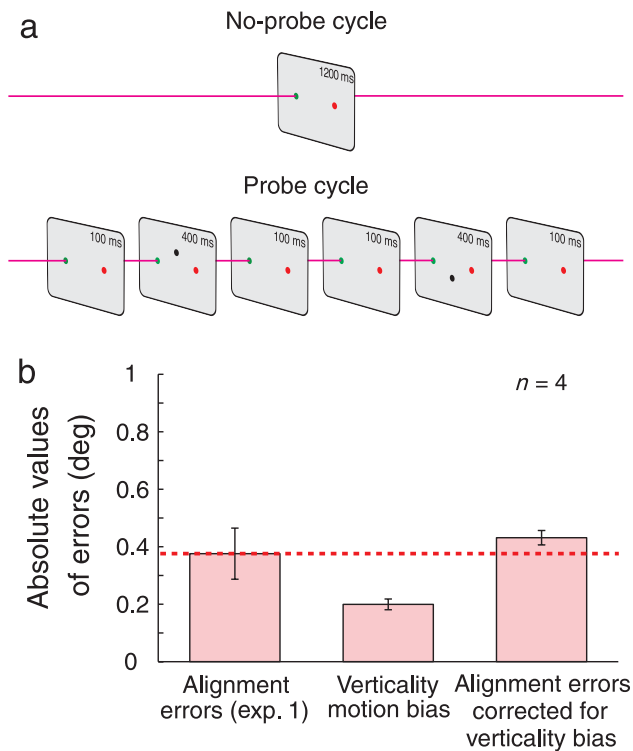 a
No-probe cycle
1200 ms
Probe cycle
100 ms
400 ms
100 ms
100 ms
400 ms
100 ms
b
Absolute values
of errors (deg)
1
0.8
0.6
0.4
0.2
0
n = 4
Alignment
errors (exp. 1)
Verticality
motion bias
Alignment errors
corrected for
verticality bias